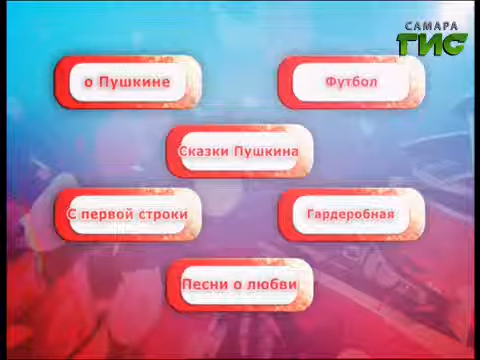 САМАРА
ГИС
о Пушкине
Футбол
Сказки Пушкина
С первой строки
Гардеробная
Песни о любви